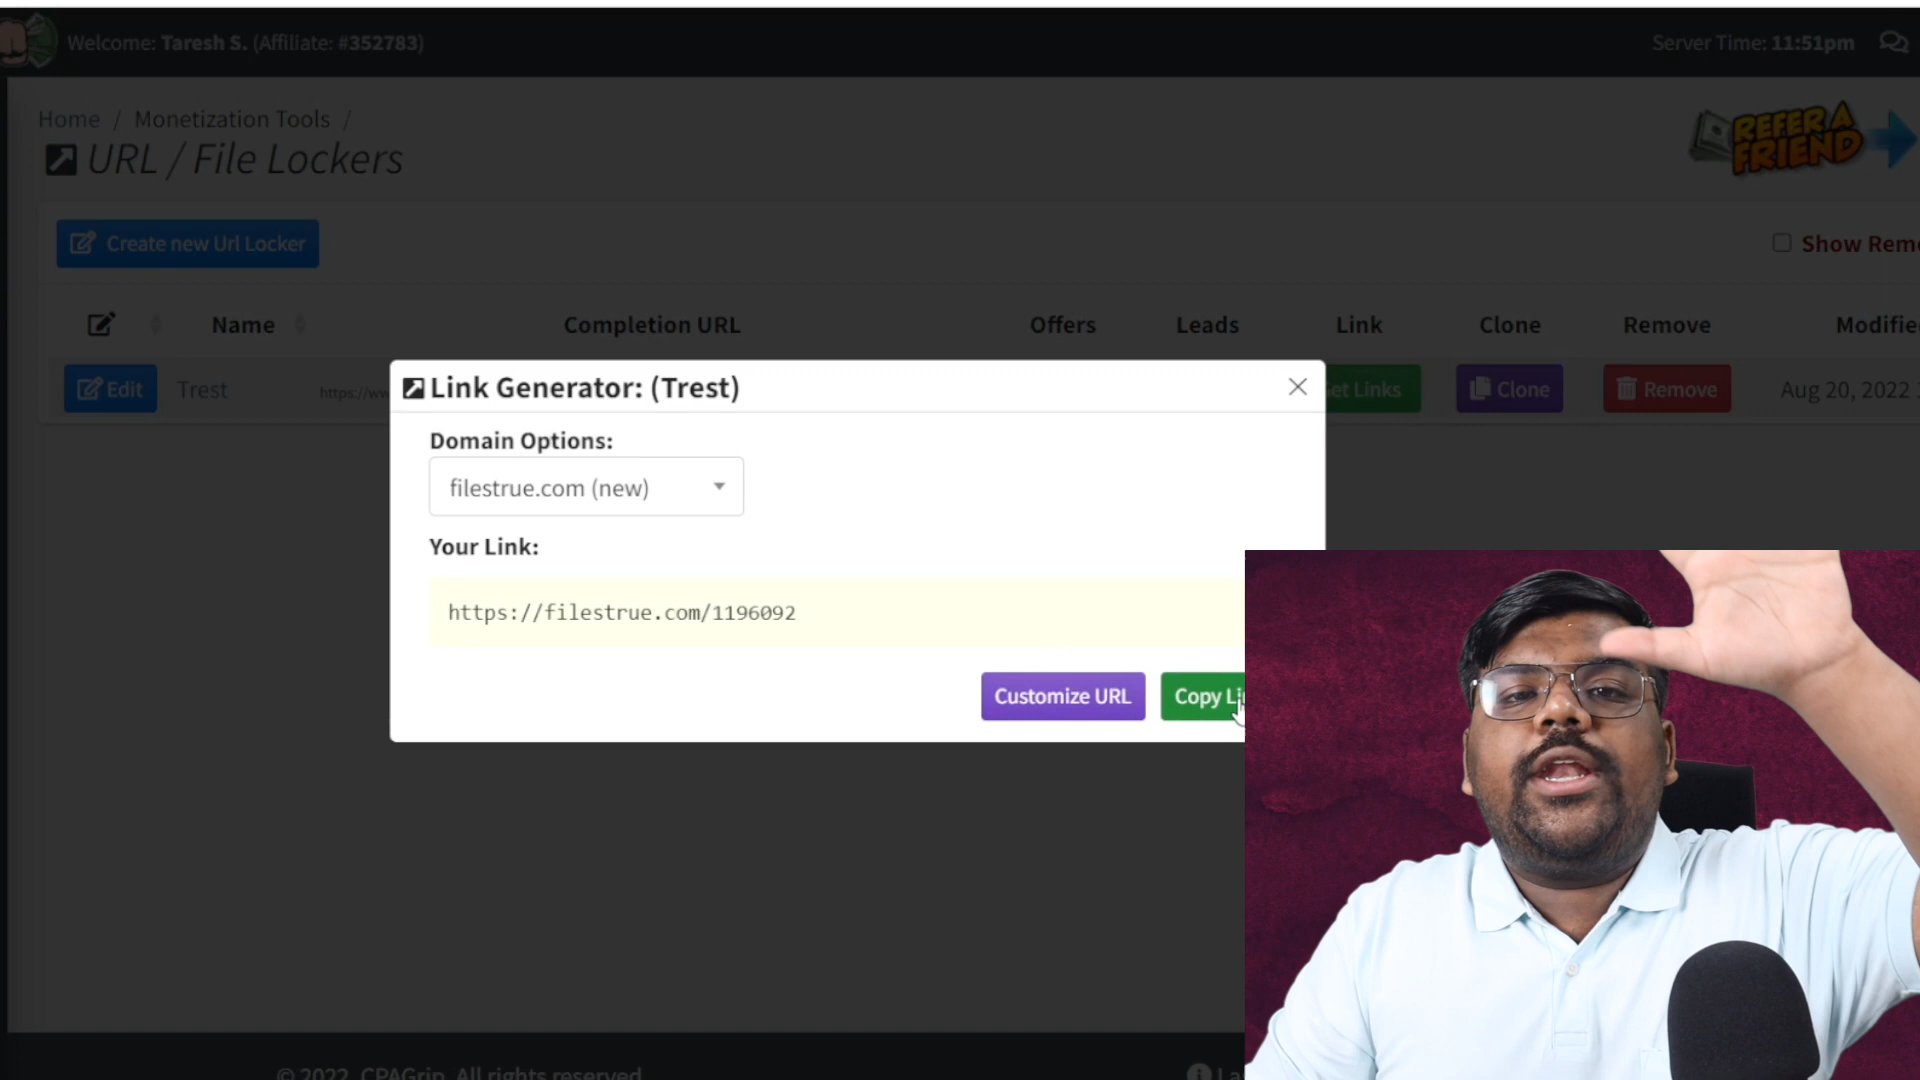 Welcome: Taresh S. (Affiliate: #352783)
Server Time: 11:51pm
Home / Monetization Tools /
URL / File Lockers
REFER A
FRIEND
Create new Url Locker
Show Rem
Name
Completion URL
Offers
Leads
Link
Clone
Remove
Modifie
Edit
Trest
https://ww
et Links
Clone
Remove
Aug 20, 2022
Link Generator: (Trest)
Domain Options:
filestrue.com (new)
Your Link:
https://filestrue.com/1196092
Customize URL
Copy Li
© 2022, CPAGrip. All rights reserved
La